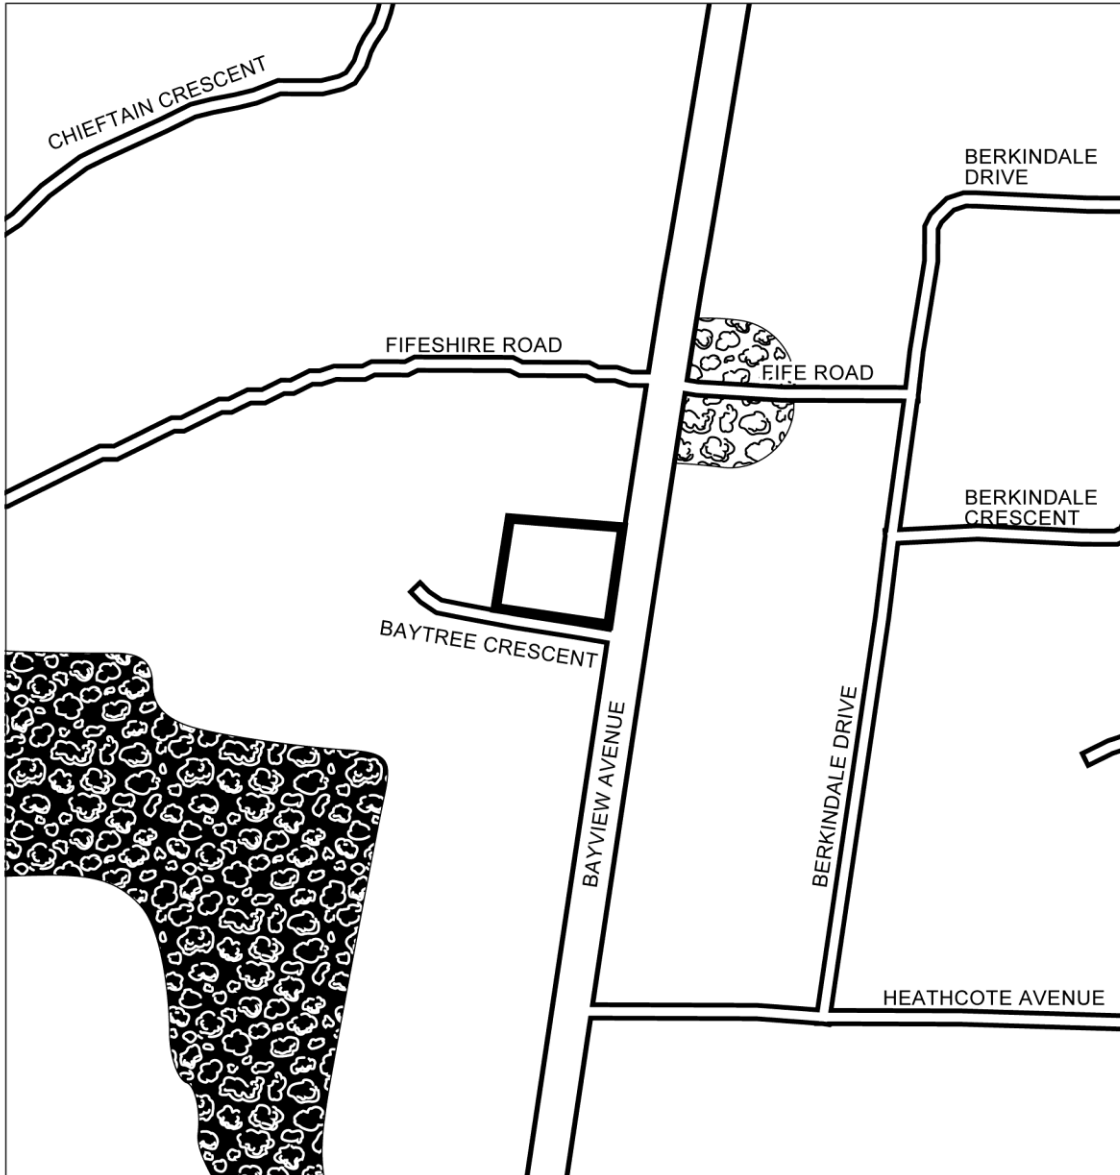 CHIEFTAIN CRESCENT
BERKINDALE
DRIVE
FIFESHIRE ROAD
FIFE ROAD
BERKINDALE
CRESCENT
BAYTREE CRESCENT
BAYVIEW AVENUE
BERKINDALE DRIVE
HEATHCOTE AVENUE